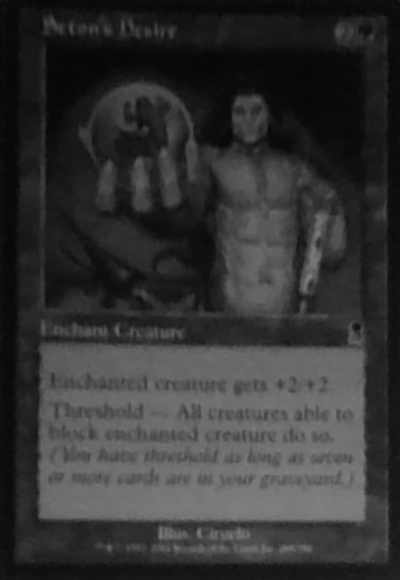 Seton's Desire
Enchant Creature
Enchanted creature gets +2/+2.
Threshold — All creatures able to
block enchanted creature do so.
(You have threshold as long as seven
or more cards are in your graveyard.)
Illus. Ciruelo